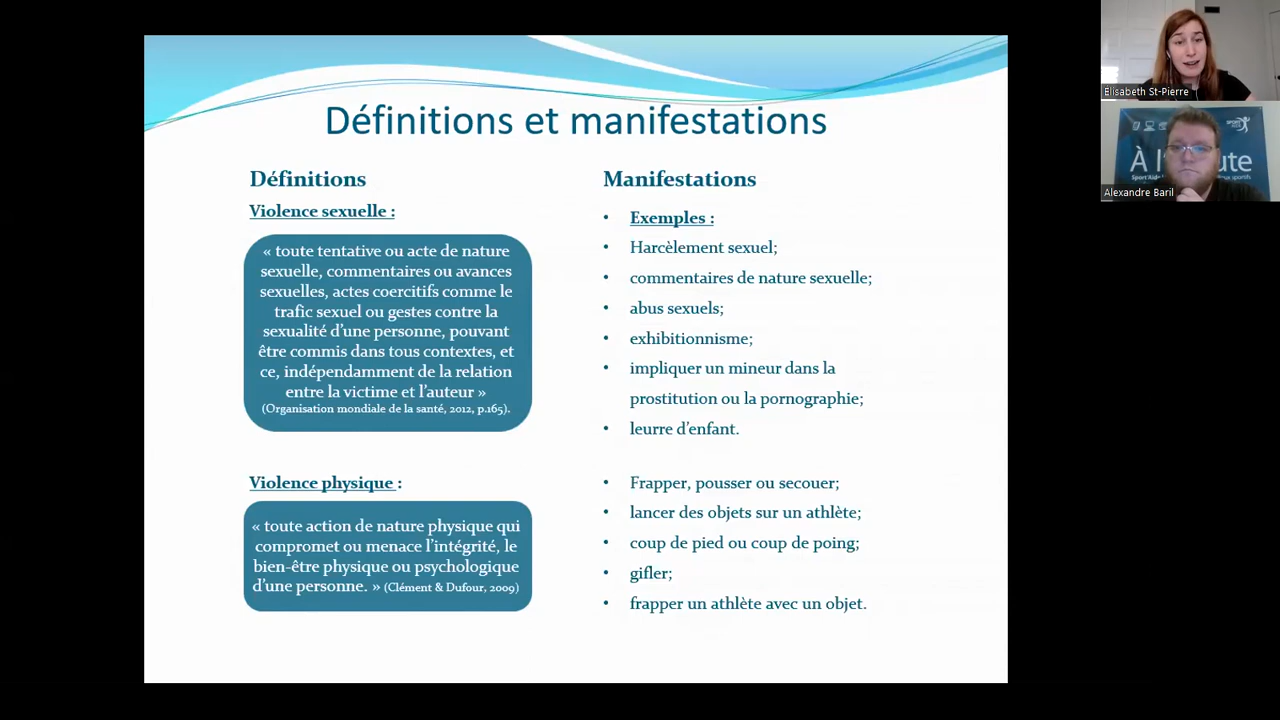 Définitions et manifestations
Définitions
Violence sexuelle :
« toute tentative ou acte de nature
sexuelle, commentaires ou avances
sexuelles, actes coercitifs comme le
trafic sexuel ou gestes contre la
sexualité d’une personne, pouvant
être commis dans tous contextes, et
ce, indépendamment de la relation
entre la victime et l’auteur »
(Organisation mondiale de la santé, 2012, p.165).
Violence physique :
« toute action de nature physique qui
compromet ou menace l’intégrité, le
bien-être physique ou psychologique
d’une personne. » (Clément & Dufour, 2009)
Manifestations
• Exemples :
• Harcèlement sexuel;
• commentaires de nature sexuelle;
• abus sexuels;
• exhibitionnisme;
• impliquer un mineur dans la
prostitution ou la pornographie;
• leurre d’enfant.
• Frapper, pousser ou secouer;
• lancer des objets sur un athlète;
• coup de pied ou coup de poing;
• gifler;
• frapper un athlète avec un objet.
Elisabeth St-Pierre
À l
ute
Sport'Aide
Alexandre Baril